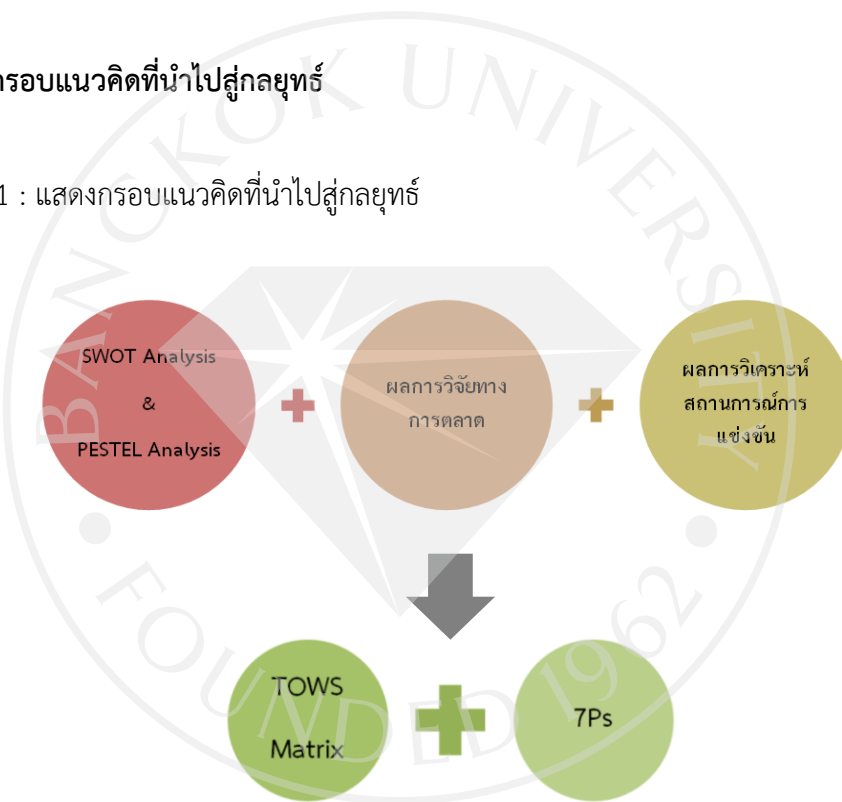 กรอบแนวคิดที่นำไปสู่กลยุทธ์
1 : แสดงกรอบแนวคิดที่นำไปสู่กลยุทธ์
SWOT Analysis
&
PESTEL Analysis
ผลการวิจัยทาง
การตลาด
ผลการวิเคราะห์
สถานการณ์การ
แข่งขัน
TOWS
Matrix
7Ps
BANGKOK UNIVERSITY
FOUNDED 1962